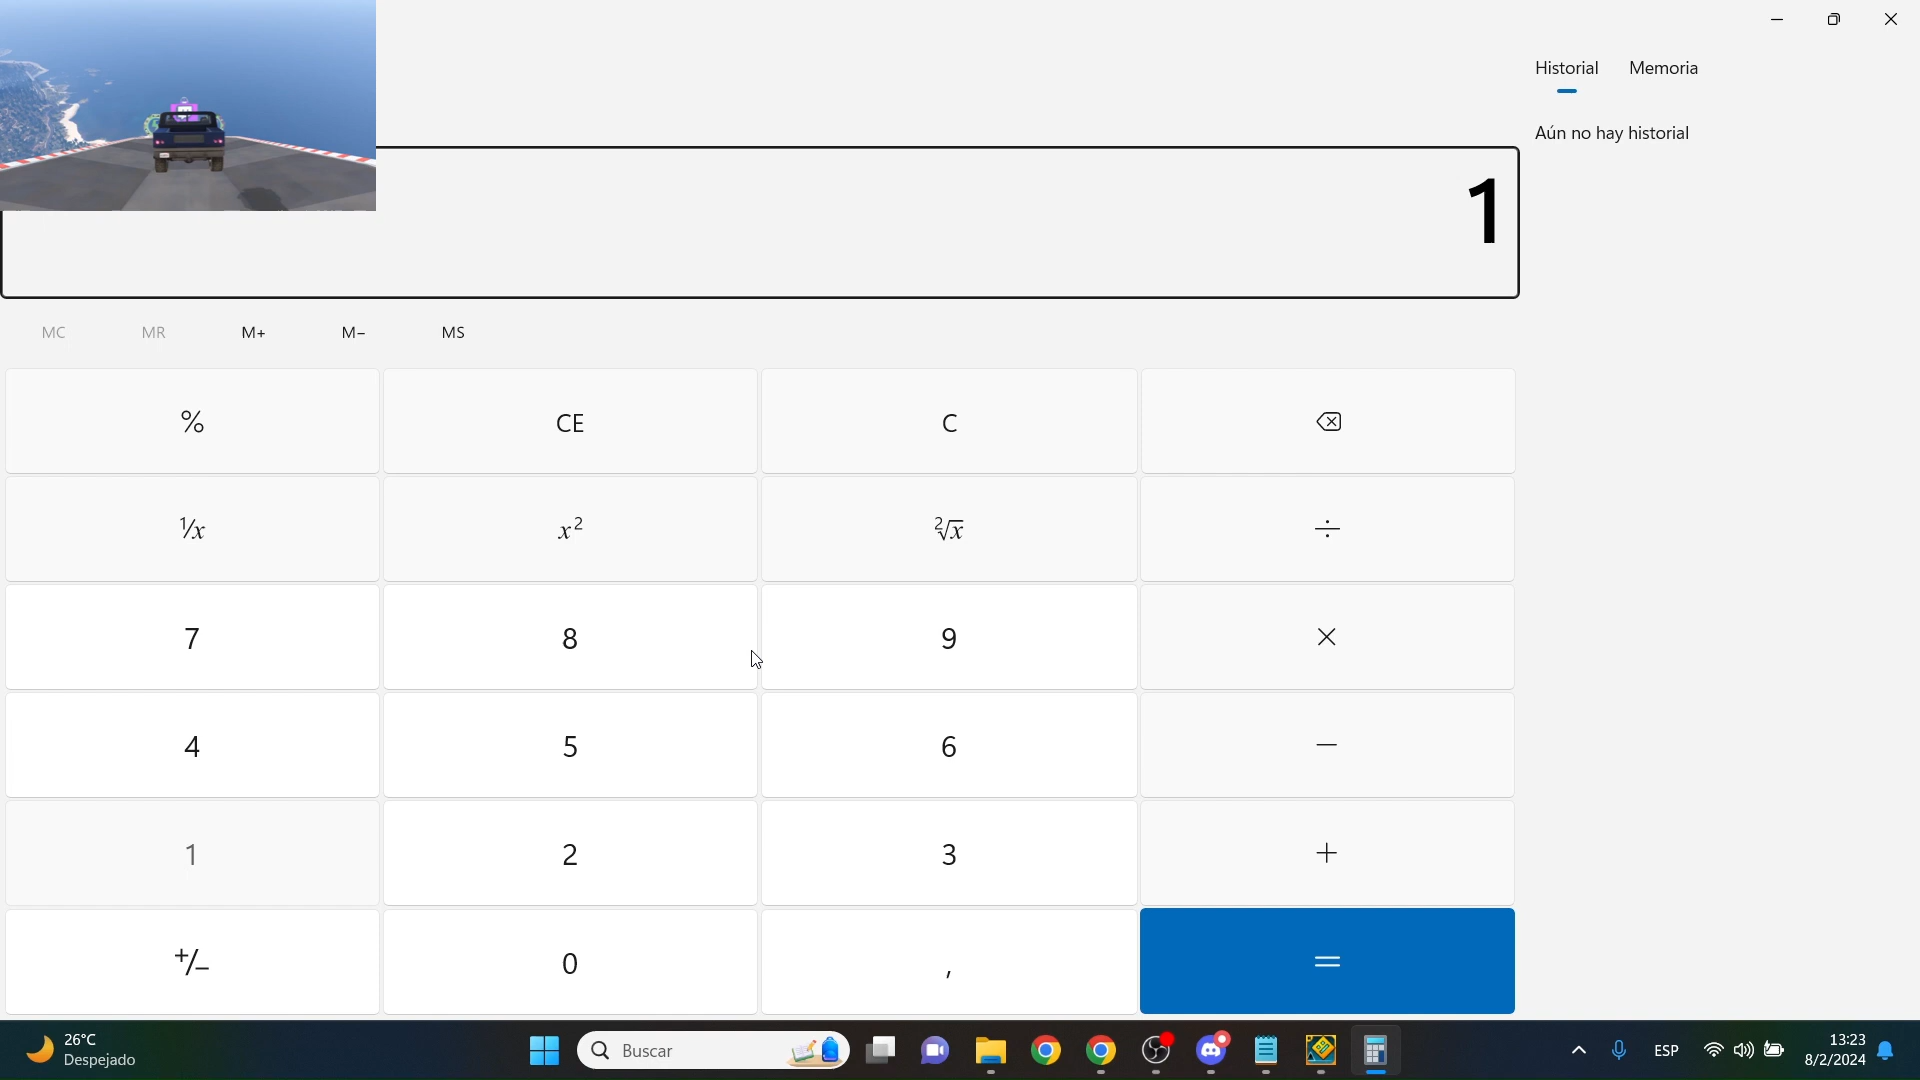 Historial Memoria
Aún no hay historial
1
MC MR M+ M− MS
% CE C
¹/x x² ²√x ÷
7 8 9 ×
4 5 6 −
1 2 3 +
+/− 0 , =
26°C
Despejado
Buscar
ESP
13:23
8/2/2024